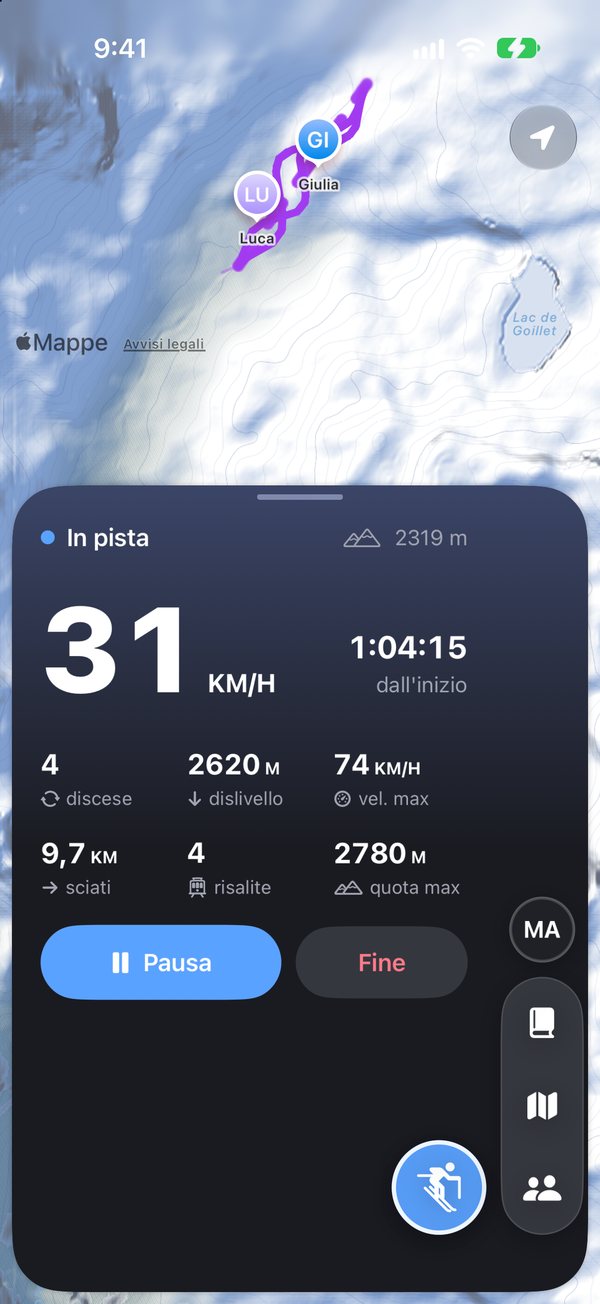 9:41
GI
Giulia
LU
Luca
Lac de
Goillet
Mappe Avvisi legali
In pista 2319 m
31 KM/H
1:04:15
dall'inizio
4 2620 M 74 KM/H
discese dislivello vel. max
9,7 KM 4 2780 M
sciati risalite quota max
MA
Pausa Fine